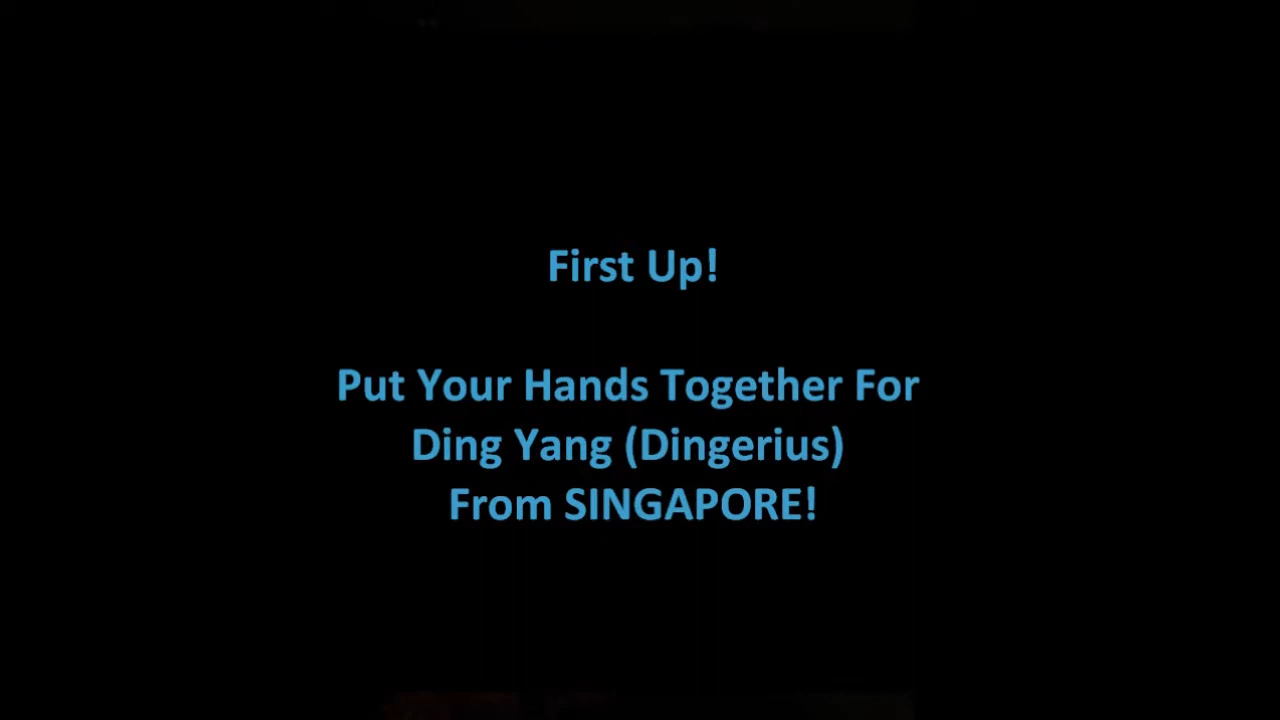 First Up!
Put Your Hands Together For
Ding Yang (Dingerius)
From SINGAPORE!